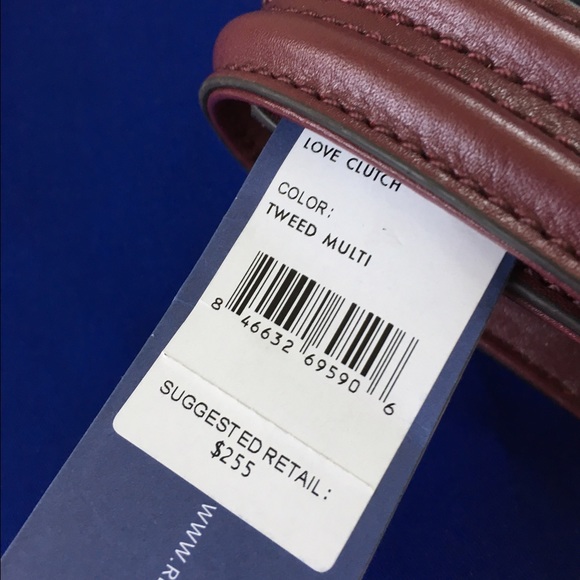 LOVE CLUTCH
COLOR:
TWEED MULTI
8 46632 69590 6
SUGGESTED RETAIL:
$255
WWW.R